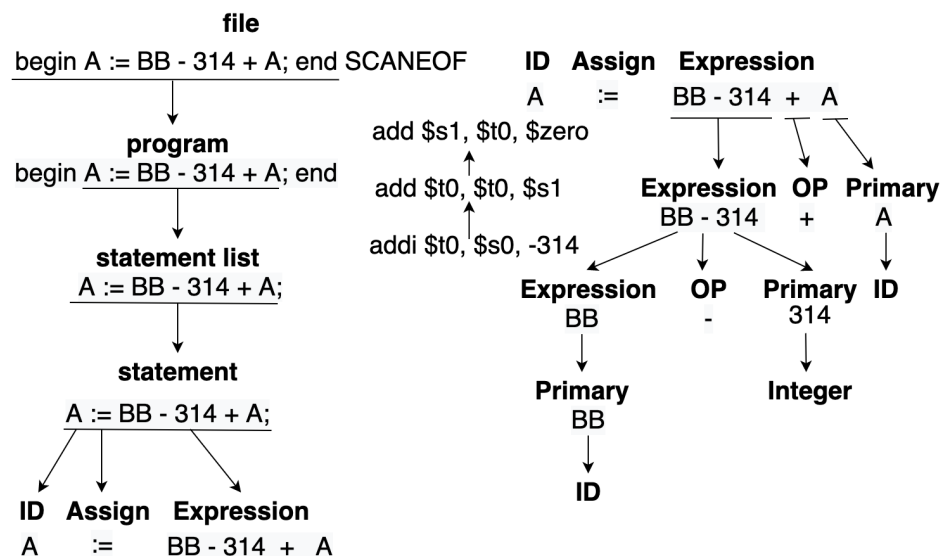 file
begin A := BB - 314 + A; end SCANEOF
program
begin A := BB - 314 + A; end
statement list
A := BB - 314 + A;
statement
A := BB - 314 + A;
ID Assign Expression
A := BB - 314 + A
add $s1, $t0, $zero
add $t0, $t0, $s1
addi $t0, $s0, -314
ID Assign Expression
A := BB - 314 + A
Expression OP Primary
BB - 314 + A
Expression OP Primary ID
BB - 314
Primary Integer
BB
ID